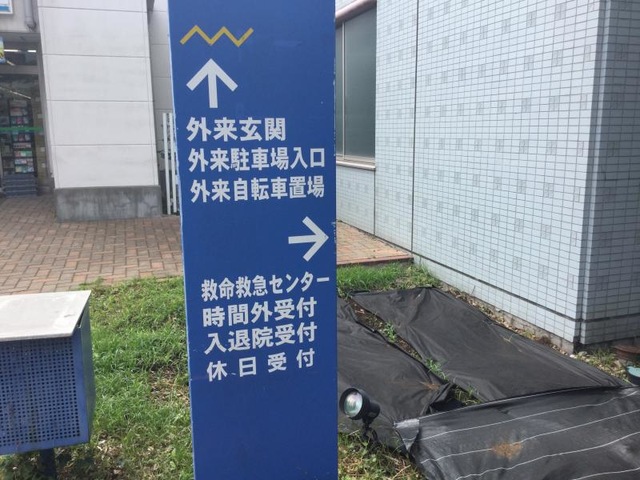 外来玄関
外来駐車場入口
外来自転車置場
救命救急センター
時間外受付
入退院受付
休日受付